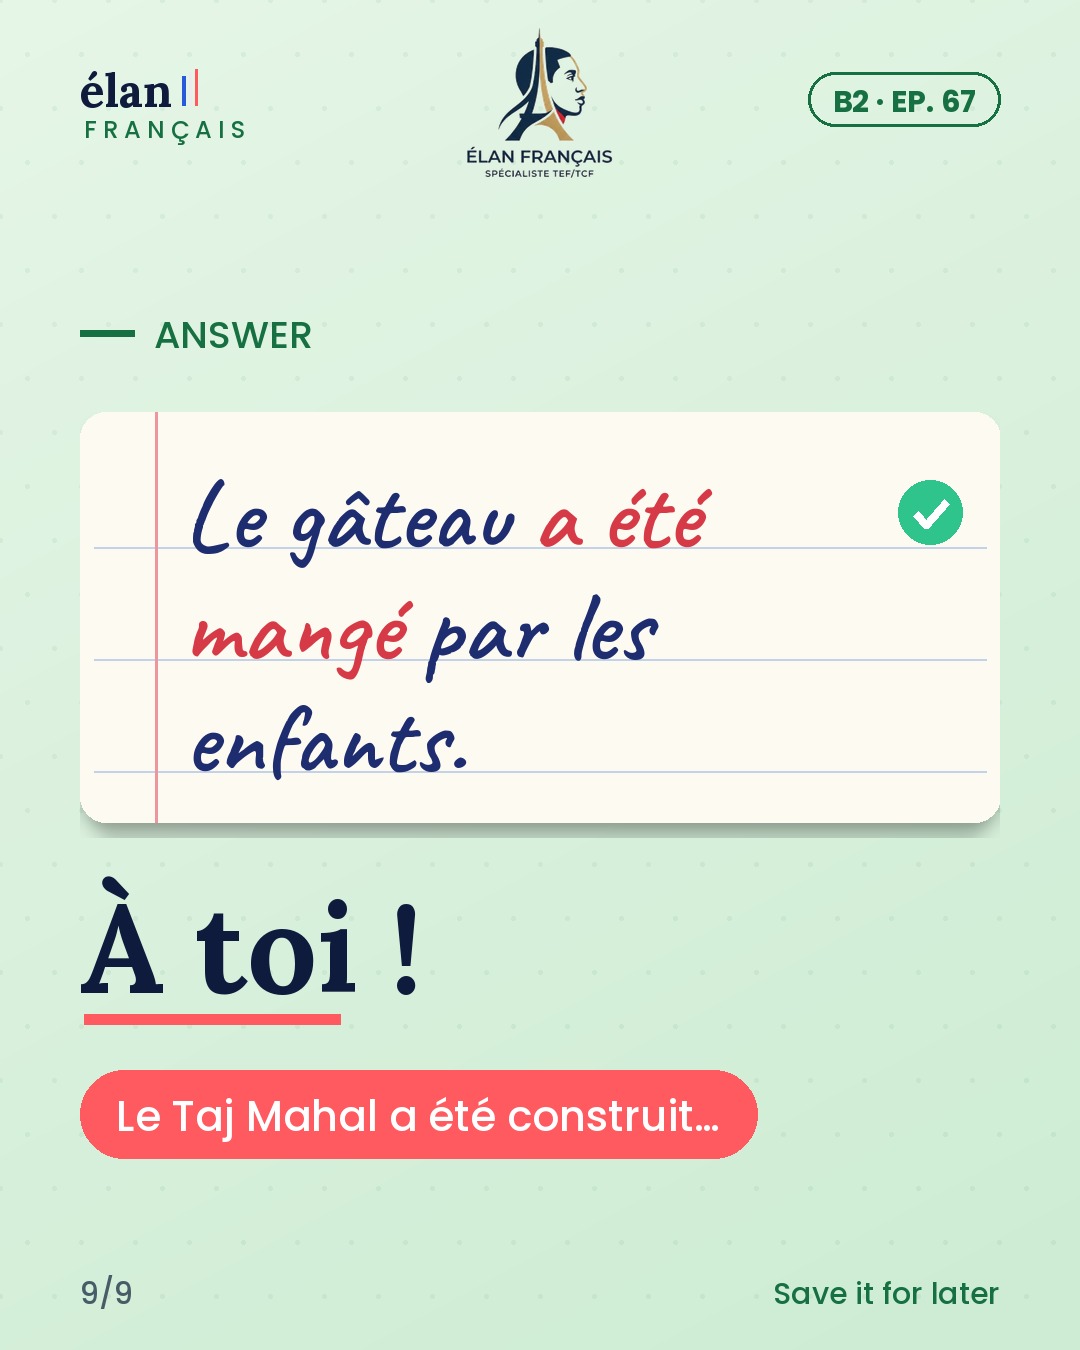 élan
FRANÇAIS
ÉLAN FRANÇAIS
SPÉCIALISTE TEF/TCF
B2 · EP. 67
ANSWER
Le gâteau a été
mangé par les
enfants.
À toi !
Le Taj Mahal a été construit...
9/9
Save it for later